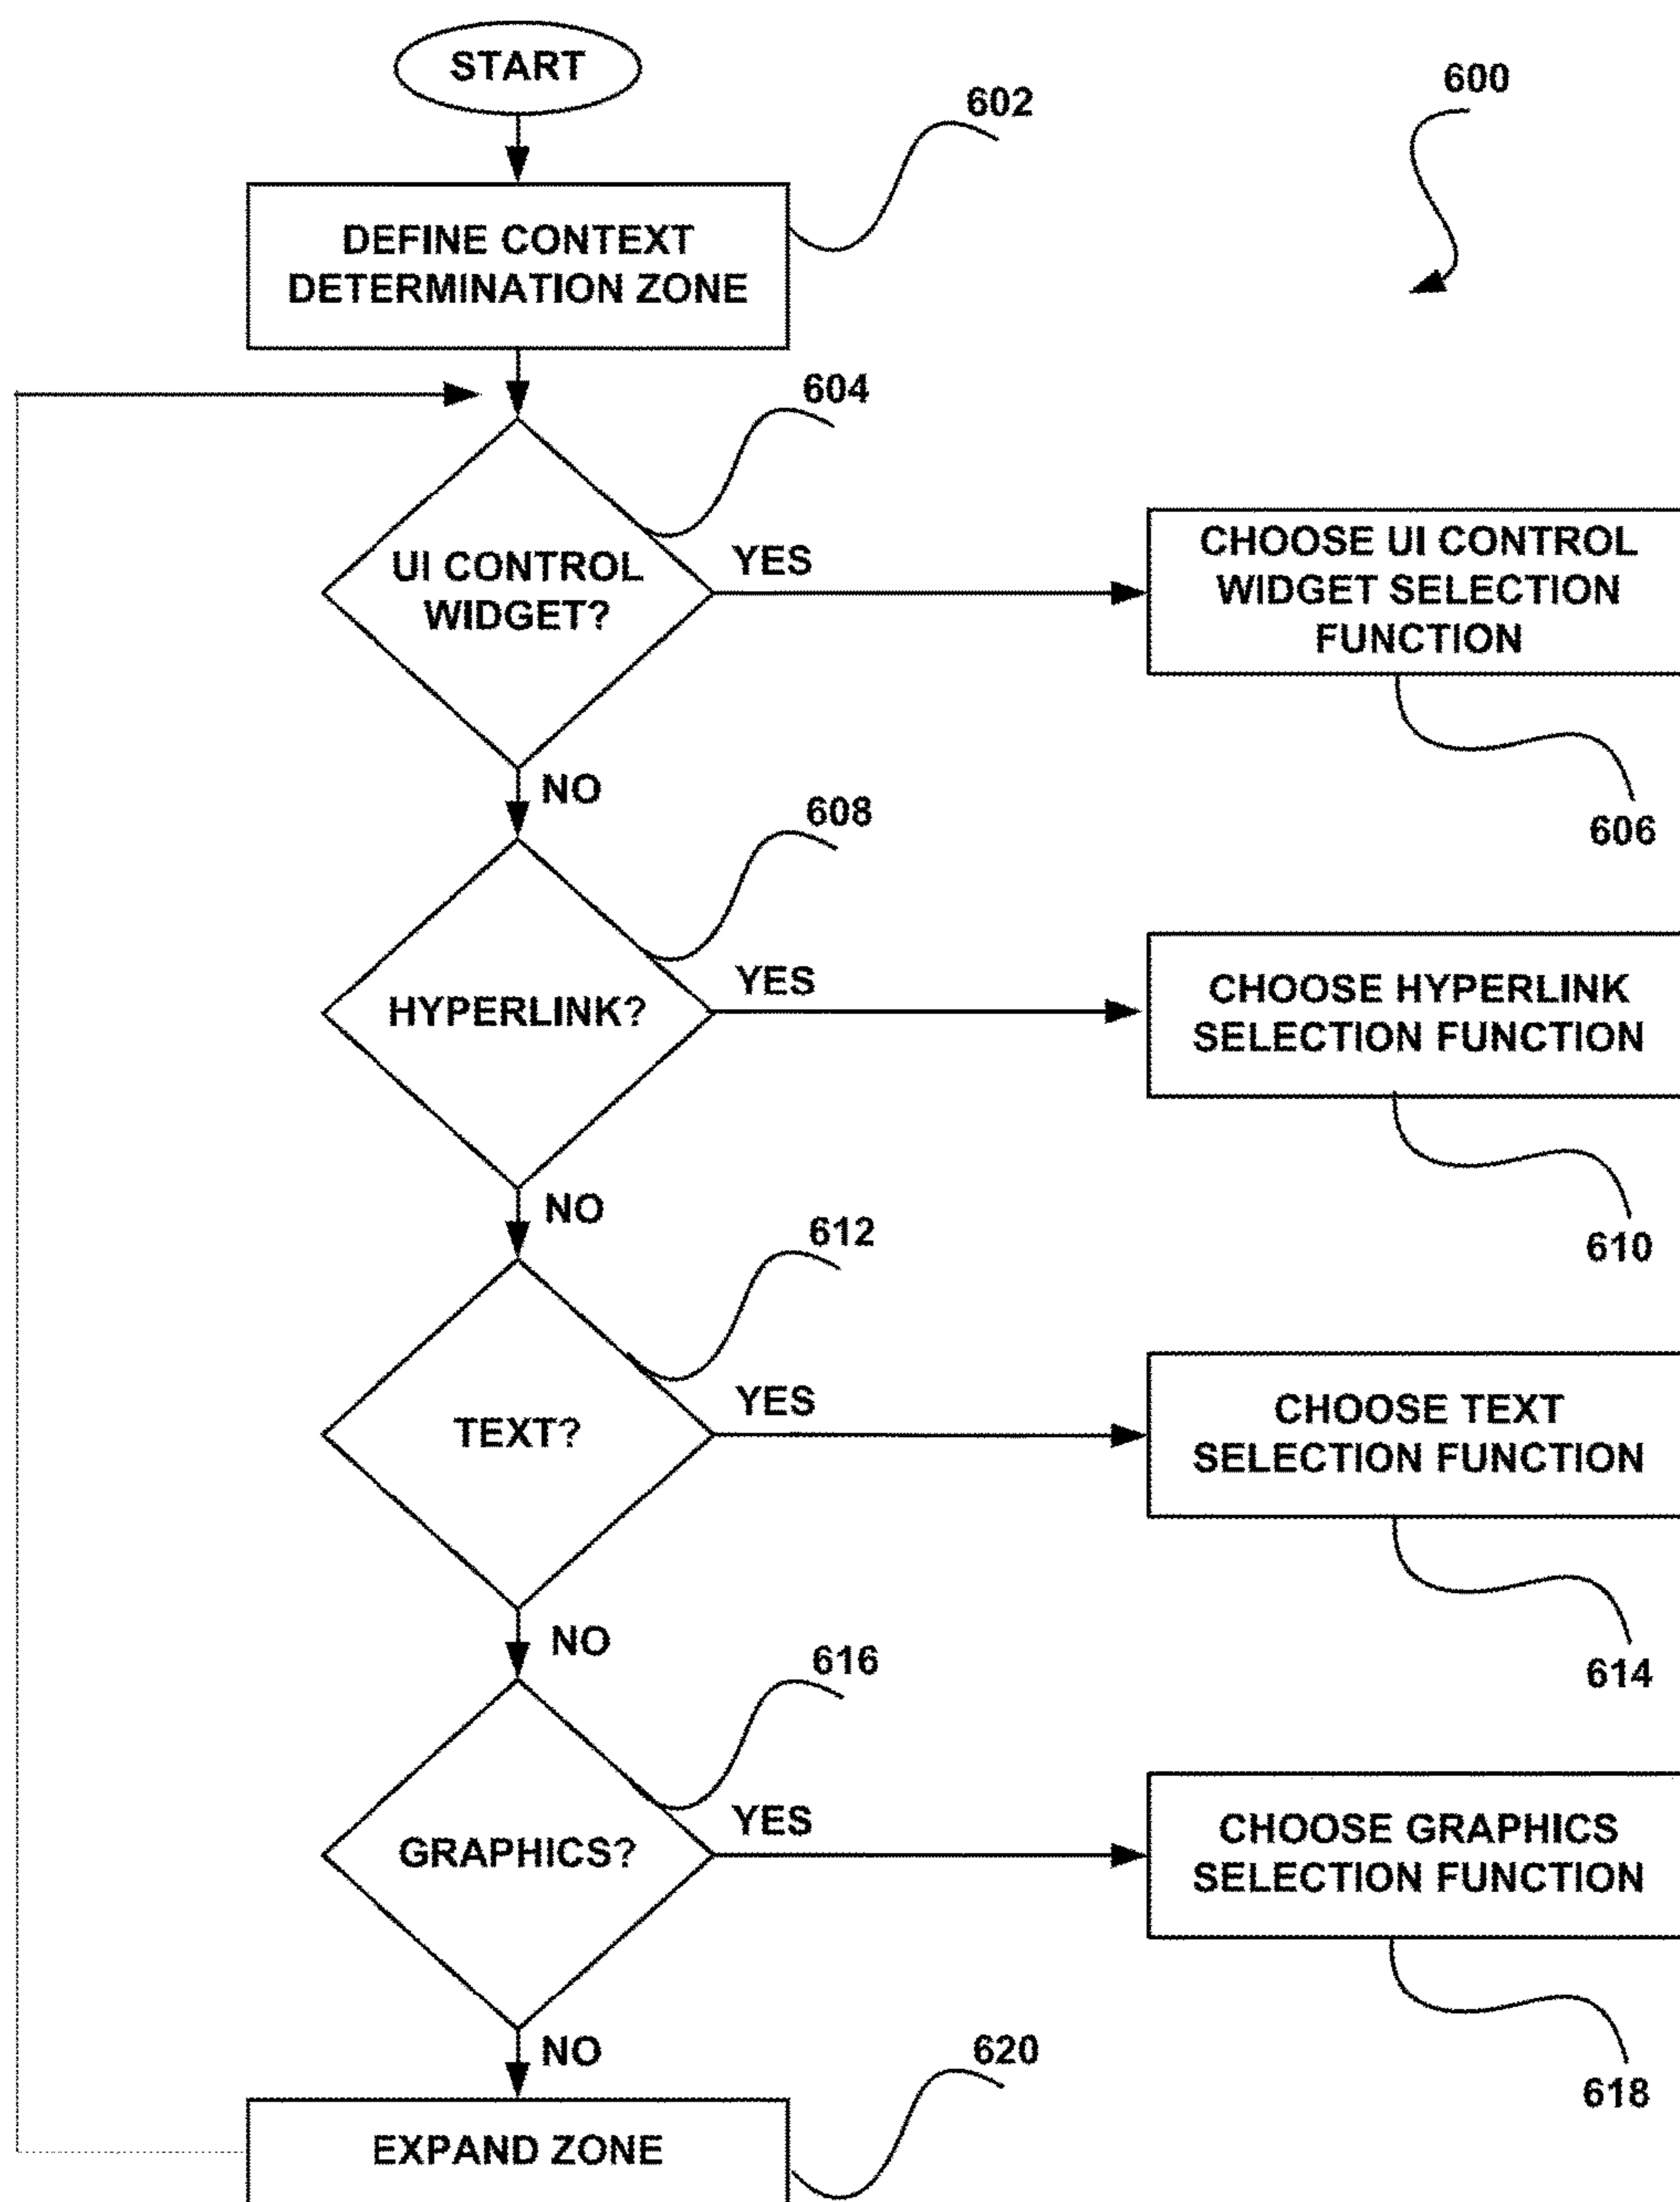 START
600
602
DEFINE CONTEXT
DETERMINATION ZONE
604
UI CONTROL
WIDGET?
YES
CHOOSE UI CONTROL
WIDGET SELECTION
FUNCTION
606
NO
608
HYPERLINK?
YES
CHOOSE HYPERLINK
SELECTION FUNCTION
610
NO
612
TEXT?
YES
CHOOSE TEXT
SELECTION FUNCTION
614
NO
616
GRAPHICS?
YES
CHOOSE GRAPHICS
SELECTION FUNCTION
618
NO
620
EXPAND ZONE